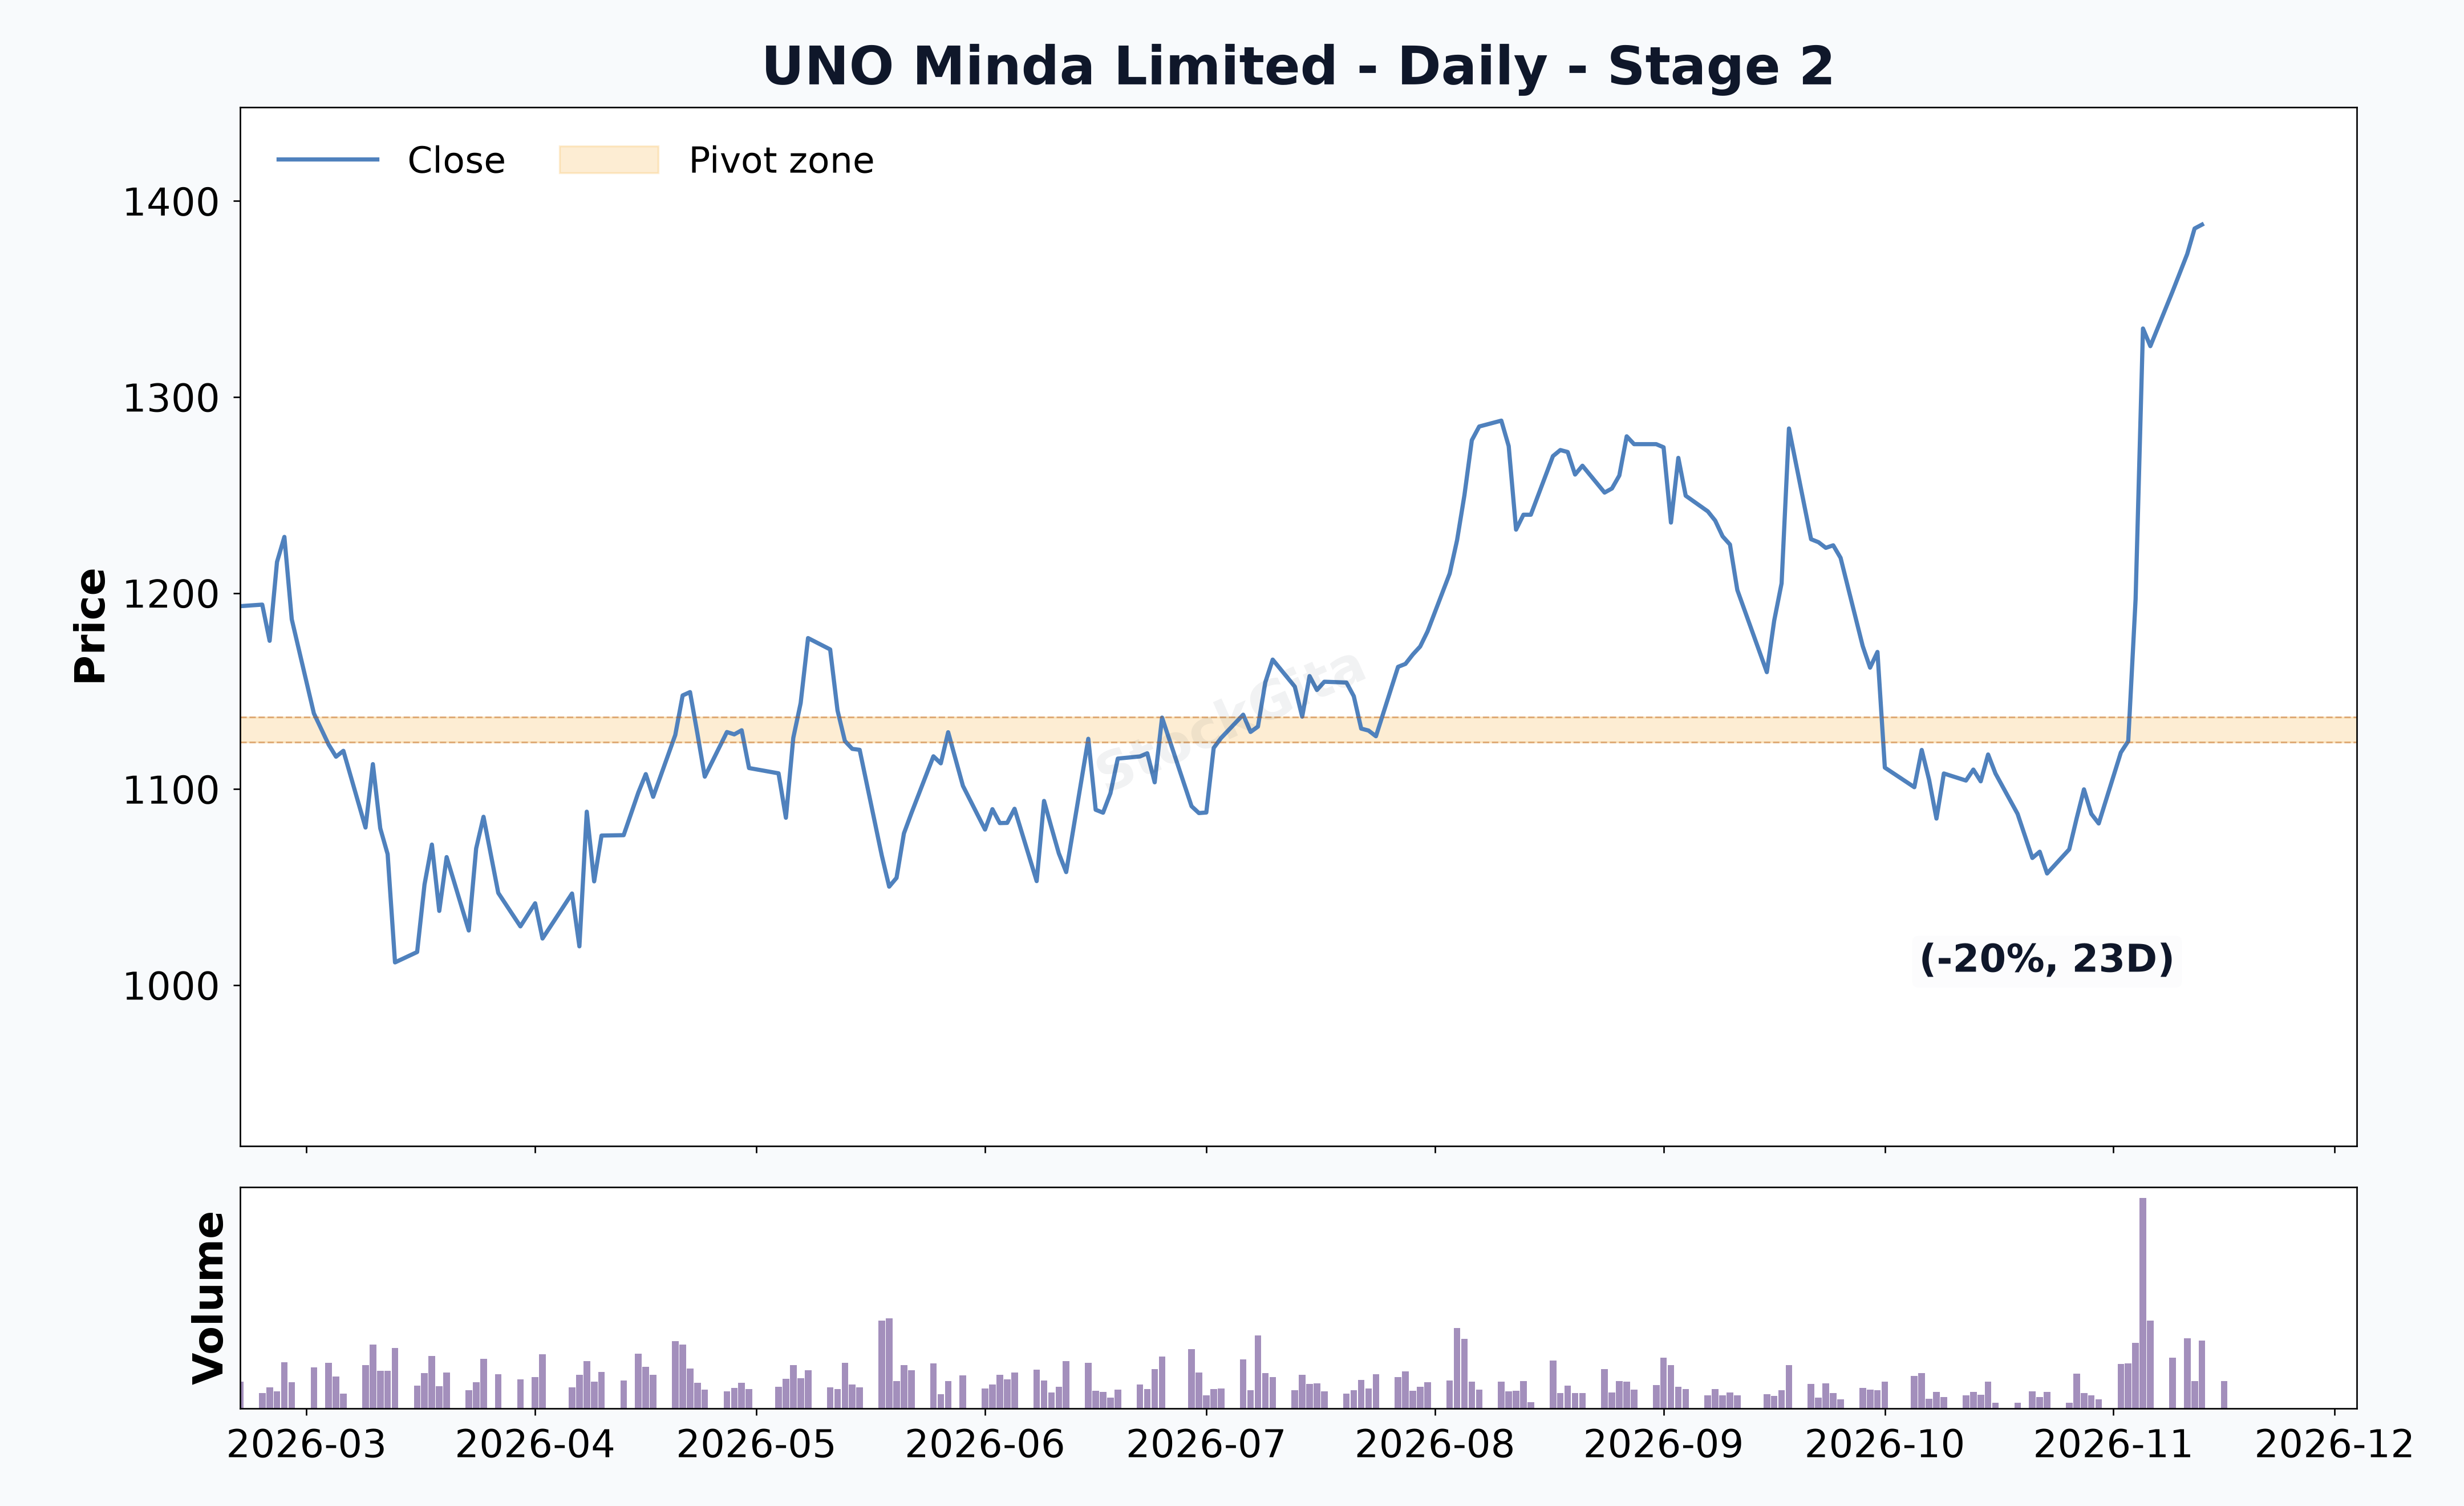 UNO Minda Limited - Daily - Stage 2
Close
Pivot zone
1400
1300
1200
1100
1000
Price
StockGita
(-20%, 23D)
Volume
2026-03
2026-04
2026-05
2026-06
2026-07
2026-08
2026-09
2026-10
2026-11
2026-12